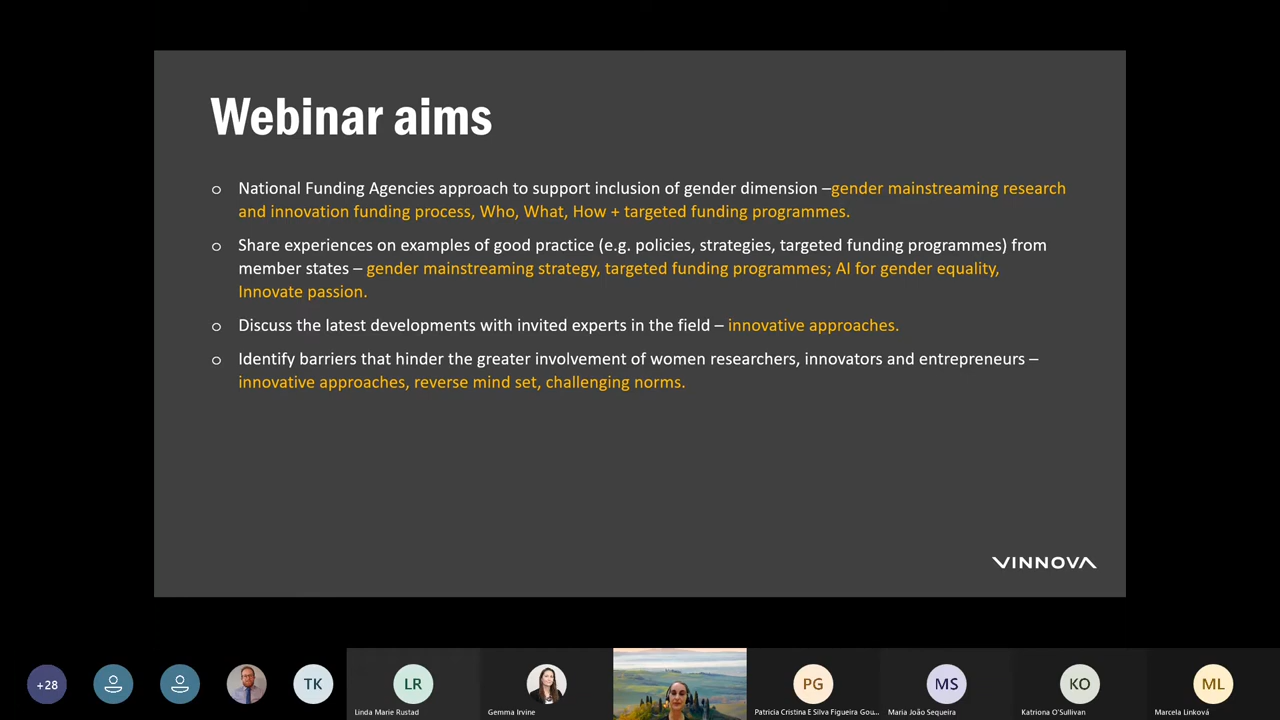 Webinar aims
o National Funding Agencies approach to support inclusion of gender dimension –gender mainstreaming research
and innovation funding process, Who, What, How + targeted funding programmes.
o Share experiences on examples of good practice (e.g. policies, strategies, targeted funding programmes) from
member states – gender mainstreaming strategy, targeted funding programmes; AI for gender equality,
Innovate passion.
o Discuss the latest developments with invited experts in the field – innovative approaches.
o Identify barriers that hinder the greater involvement of women researchers, innovators and entrepreneurs –
innovative approaches, reverse mind set, challenging norms.
VINNOVA
+28 TK LR PG MS KO ML
Linda Marie Rustad Gemma Irvine Patricia Cristina E Silva Figueira Gou... Maria João Sequeira Katriona O'Sullivan Marcela Linková